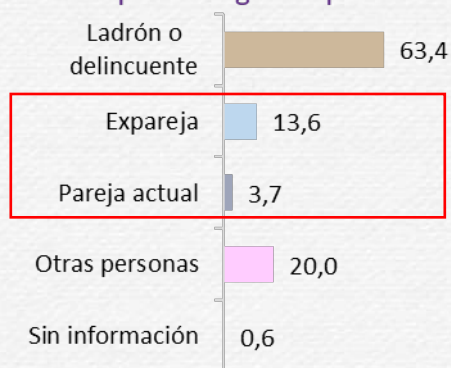 Ladrón o
delincuente
63,4
Expareja
13,6
Pareja actual
3,7
Otras personas
20,0
Sin información
0,6